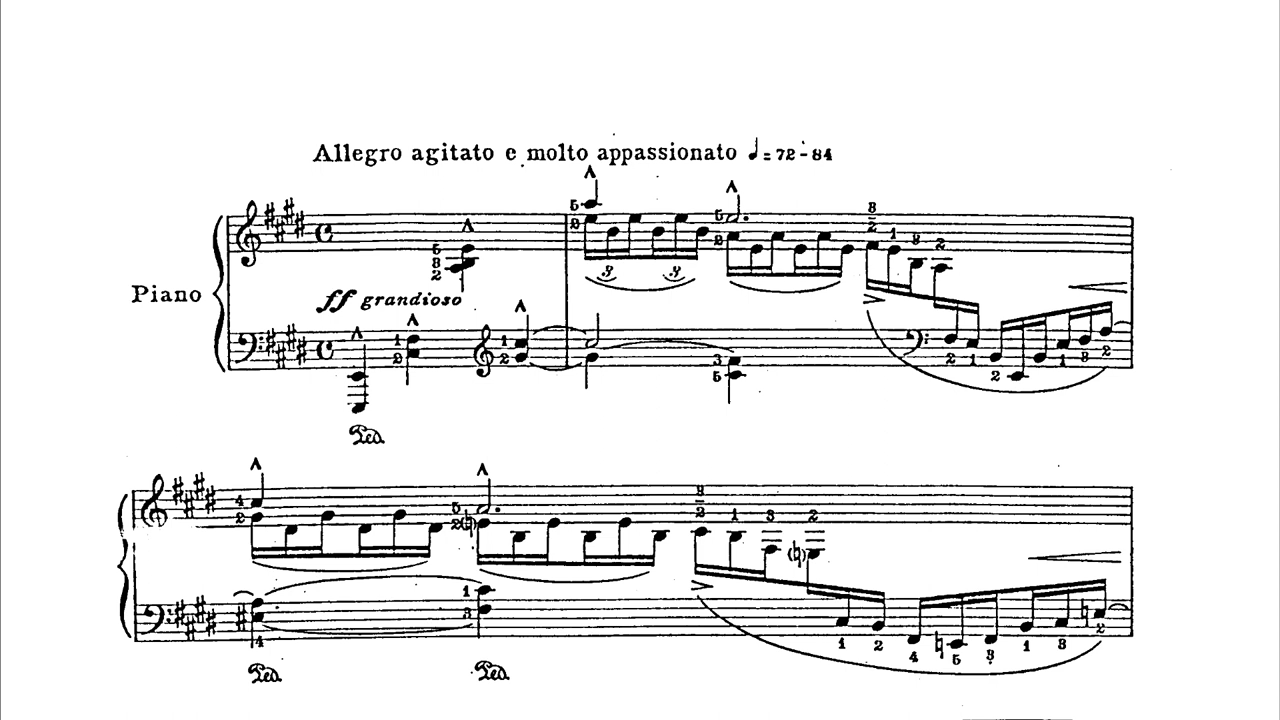 Allegro agitato e molto appassionato ♩= 72-84
Piano
ff grandioso
Ped.
Ped. Ped.